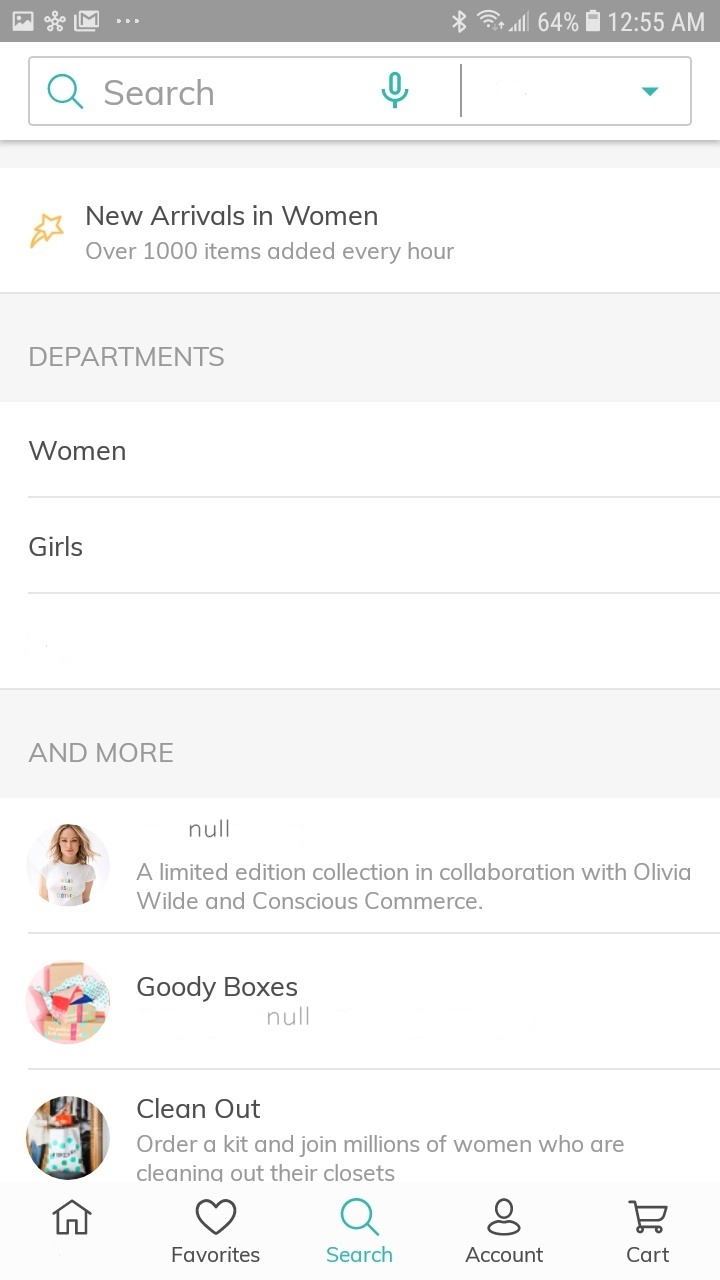 64% 12:55 AM
Search
New Arrivals in Women
Over 1000 items added every hour
DEPARTMENTS
Women
Girls
AND MORE
null
A limited edition collection in collaboration with Olivia
Wilde and Conscious Commerce.
Goody Boxes
null
Clean Out
Order a kit and join millions of women who are
cleaning out their closets
Favorites Search Account Cart